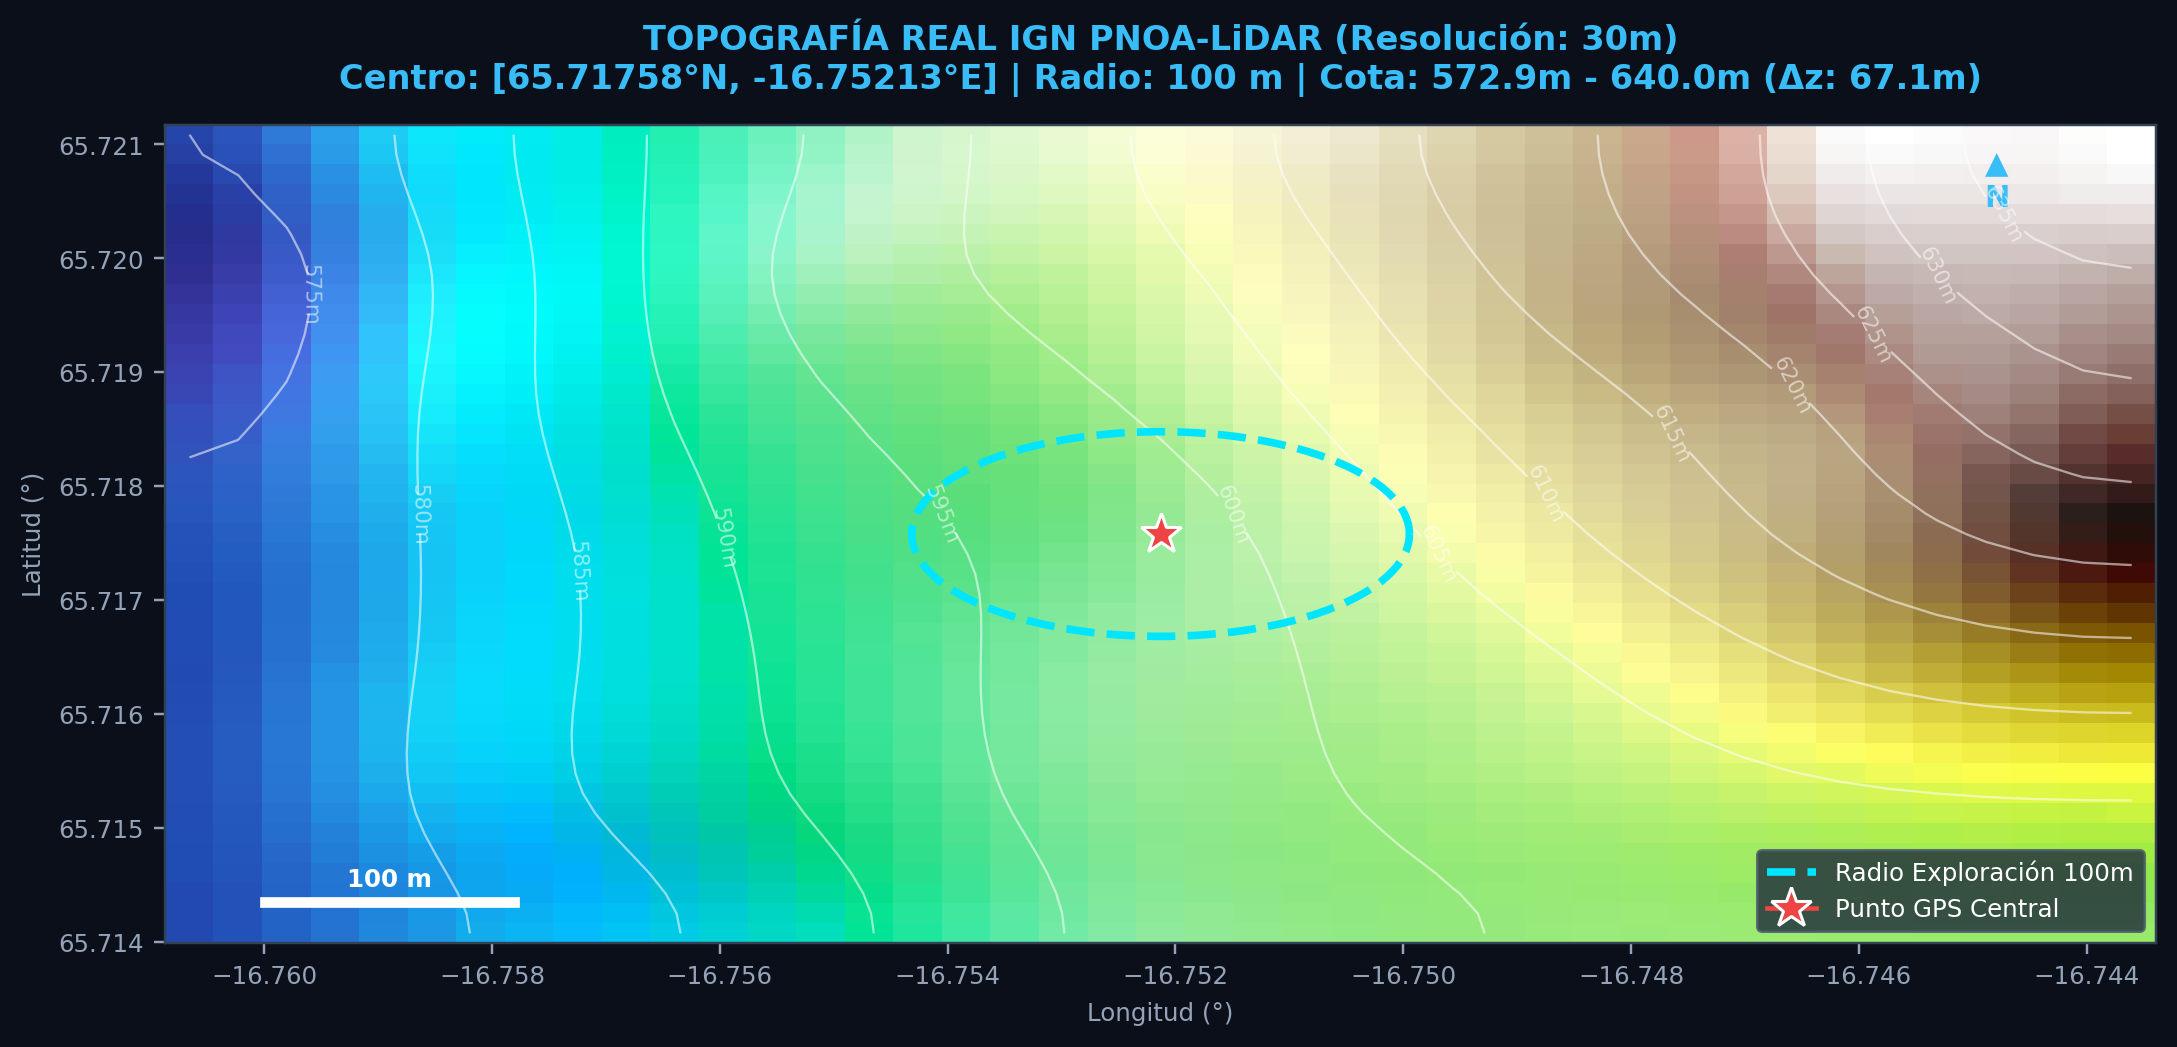 TOPOGRAFÍA REAL IGN PNOA-LiDAR (Resolución: 30m)
Centro: [65.71758°N, -16.75213°E] | Radio: 100 m | Cota: 572.9m - 640.0m (Δz: 67.1m)
65.721
65.720
65.719
65.718
65.717
65.716
65.715
65.714
Latitud (°)
N
630m
625m
575m
620m
615m
610m
580m
595m
600m
590m
605m
585m
100 m
Radio Exploración 100m
Punto GPS Central
−16.760
−16.758
−16.756
−16.754
−16.752
−16.750
−16.748
−16.746
−16.744
Longitud (°)